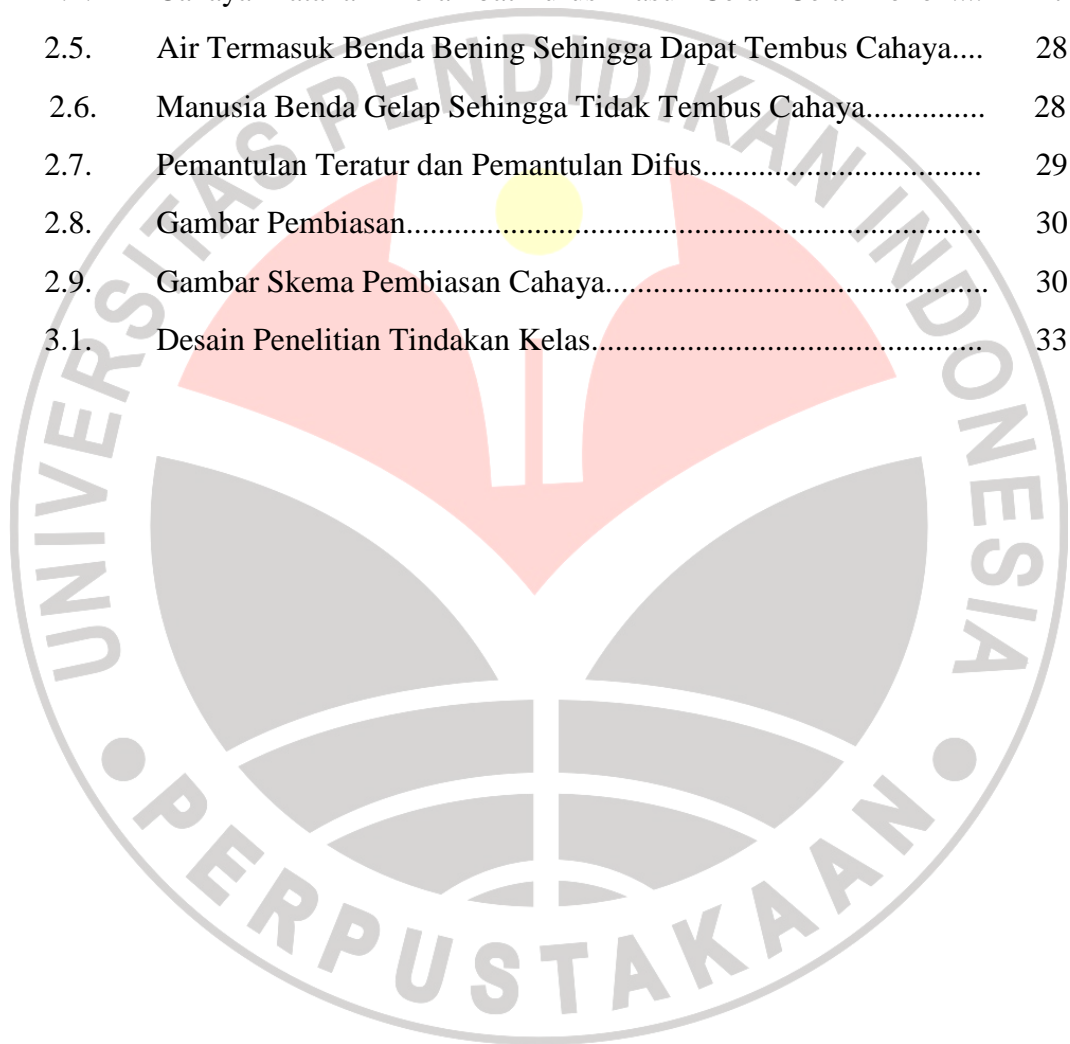 2.5. Air Termasuk Benda Bening Sehingga Dapat Tembus Cahaya.... 28
2.6. Manusia Benda Gelap Sehingga Tidak Tembus Cahaya............... 28
2.7. Pemantulan Teratur dan Pemantulan Difus.................................. 29
2.8. Gambar Pembiasan....................................................................... 30
2.9. Gambar Skema Pembiasan Cahaya............................................... 30
3.1. Desain Penelitian Tindakan Kelas................................................. 33
UNIVERSITAS PENDIDIKAN INDONESIA
PERPUSTAKAAN